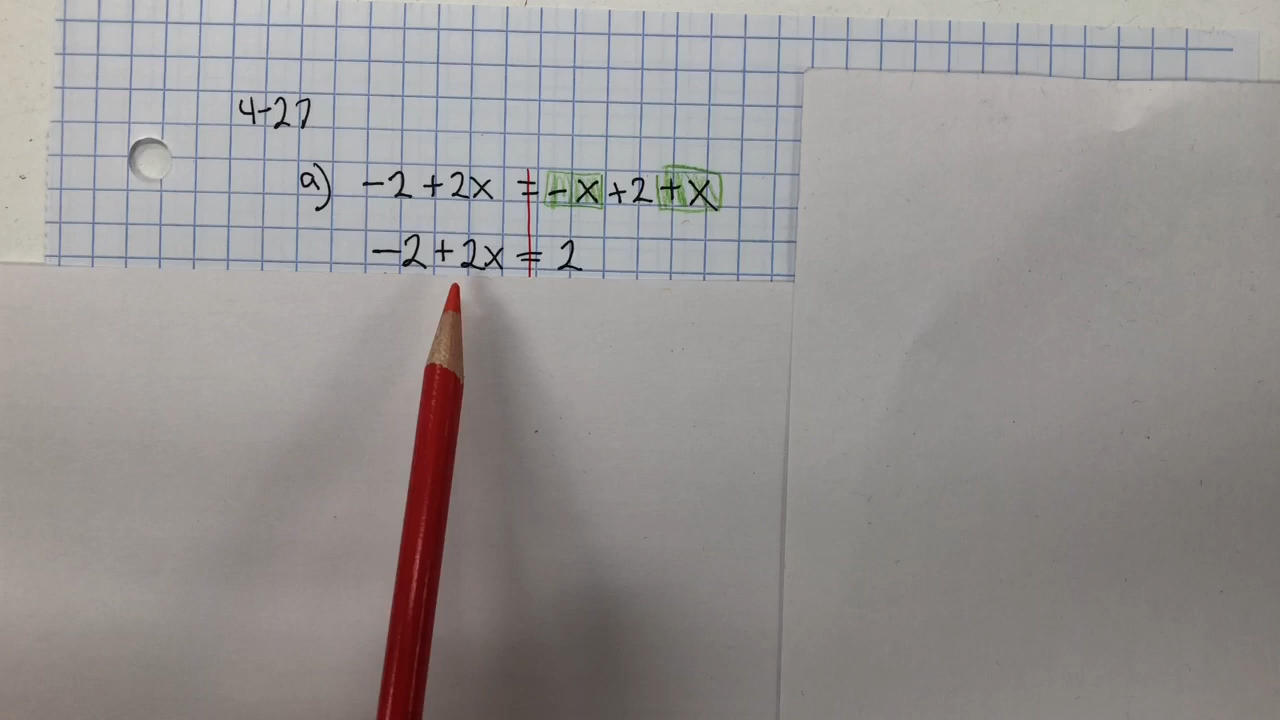 4-27
a) -2 +2x = -x +2 +x
-2 + 2x = 2